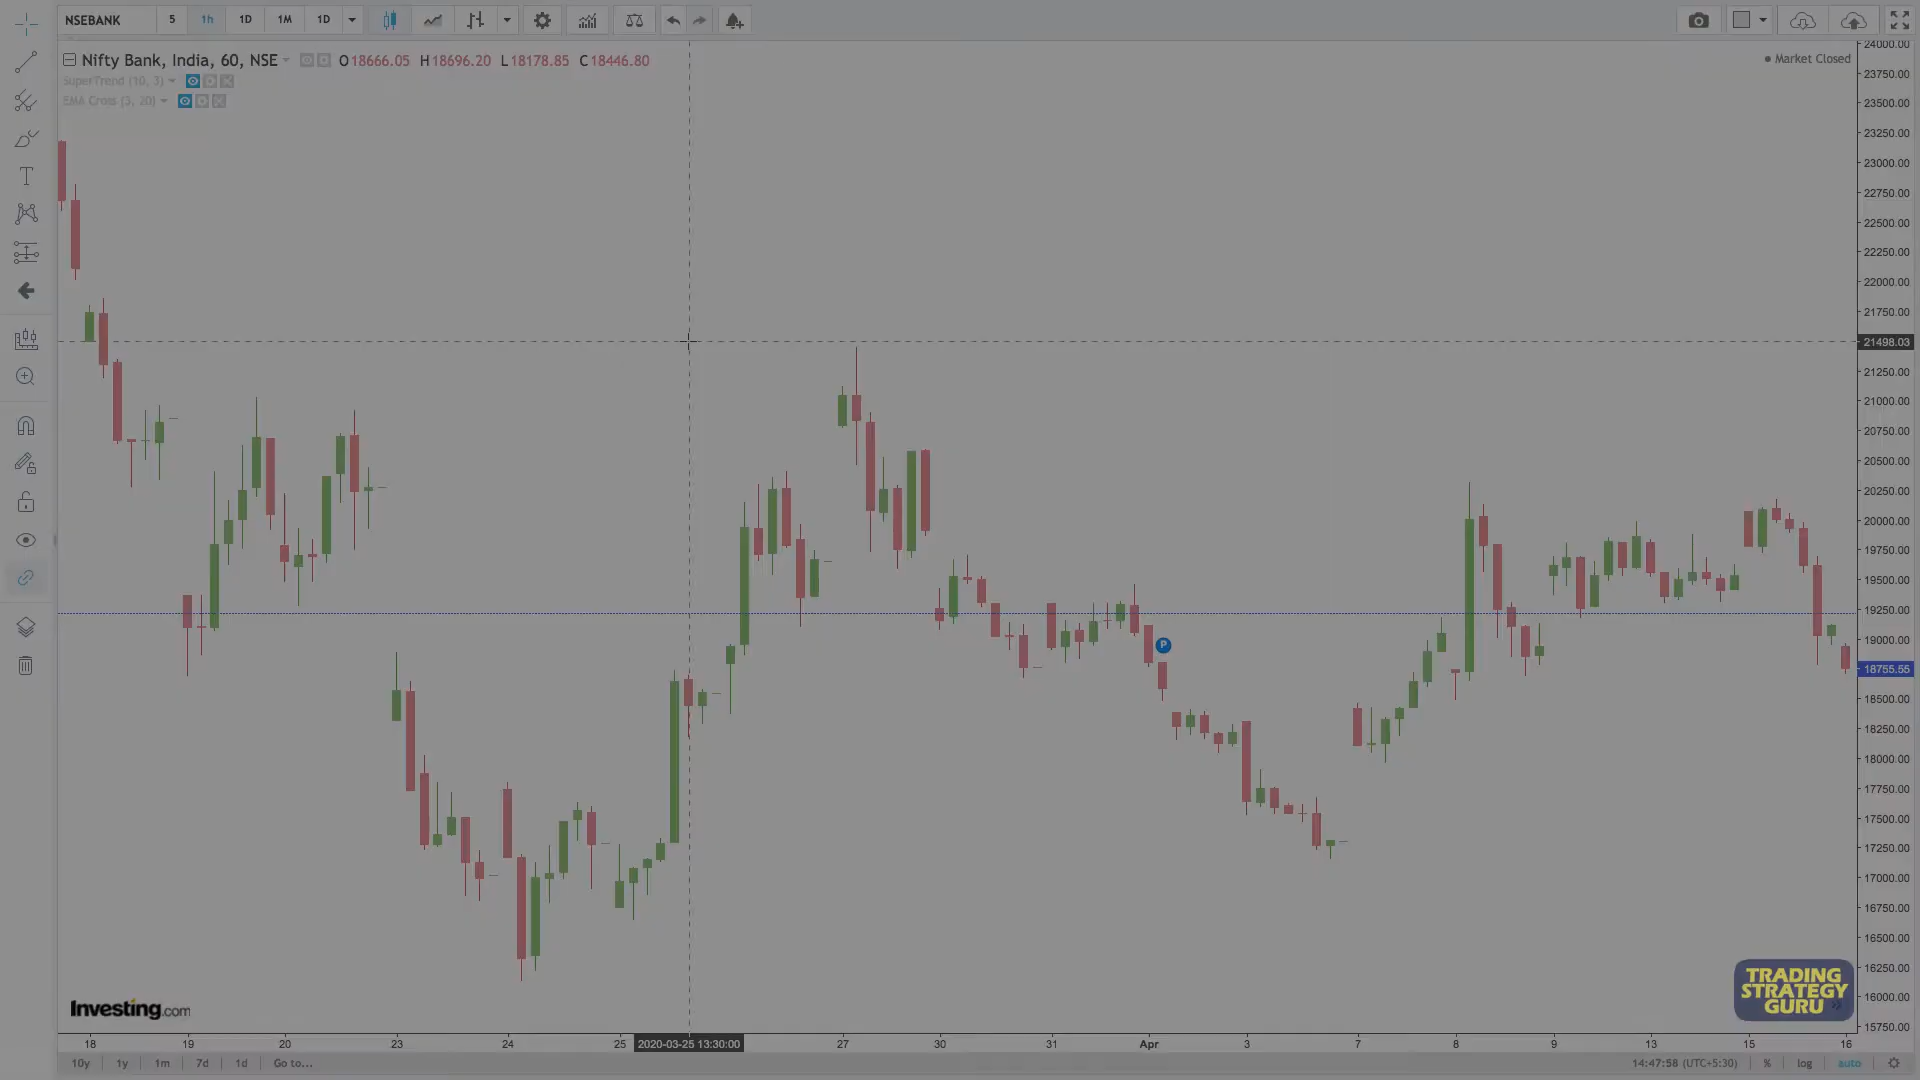 NSEBANK 5 1h 1D 1M 1D
Nifty Bank, India, 60, NSE O18666.05 H18696.20 L18178.85 C18446.80
Market Closed
SuperTrend (10, 3)
EMA Cross (3, 20)
T
24000.00
23750.00
23500.00
23250.00
23000.00
22750.00
22500.00
22250.00
22000.00
21750.00
21498.03
21250.00
21000.00
20750.00
20500.00
20250.00
20000.00
19750.00
19500.00
19250.00
19000.00
18755.55
18500.00
18250.00
18000.00
17750.00
17500.00
17250.00
17000.00
16750.00
16500.00
16250.00
16000.00
15750.00
P
TRADING
STRATEGY
GURU
Investing.com
18 19 20 23 24 25 2020-03-25 13:30:00 27 30 31 Apr 3 7 8 9 13 15 16
10y 1y 1m 7d 1d Go to... 14:47:58 (UTC+5:30) % log auto